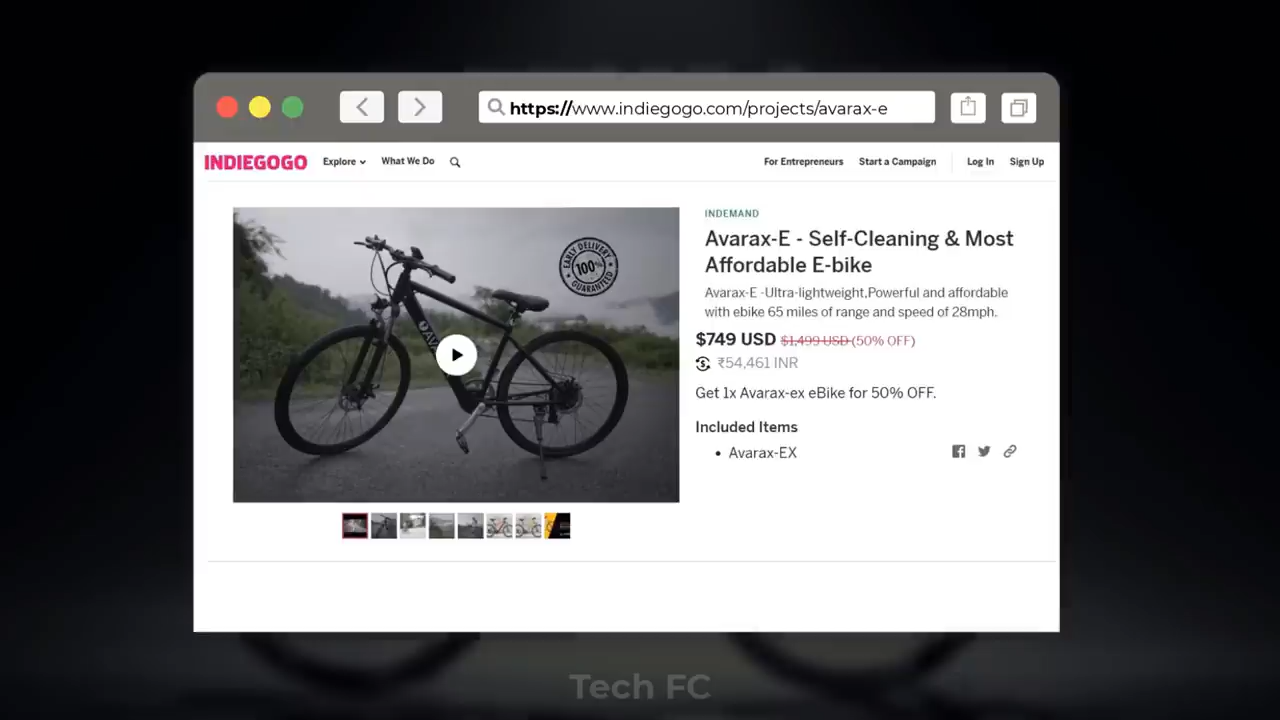 https://www.indiegogo.com/projects/avarax-e
INDIEGOGO Explore What We Do For Entrepreneurs Start a Campaign Log In Sign Up
EARLY DELIVERY
100%
GUARANTEED
AVA
INDEMAND
Avarax-E - Self-Cleaning & Most
Affordable E-bike
Avarax-E -Ultra-lightweight,Powerful and affordable
with ebike 65 miles of range and speed of 28mph.
$749 USD $1,499 USD (50% OFF)
₹54,461 INR
Get 1x Avarax-ex eBike for 50% OFF.
Included Items
• Avarax-EX
Tech FC